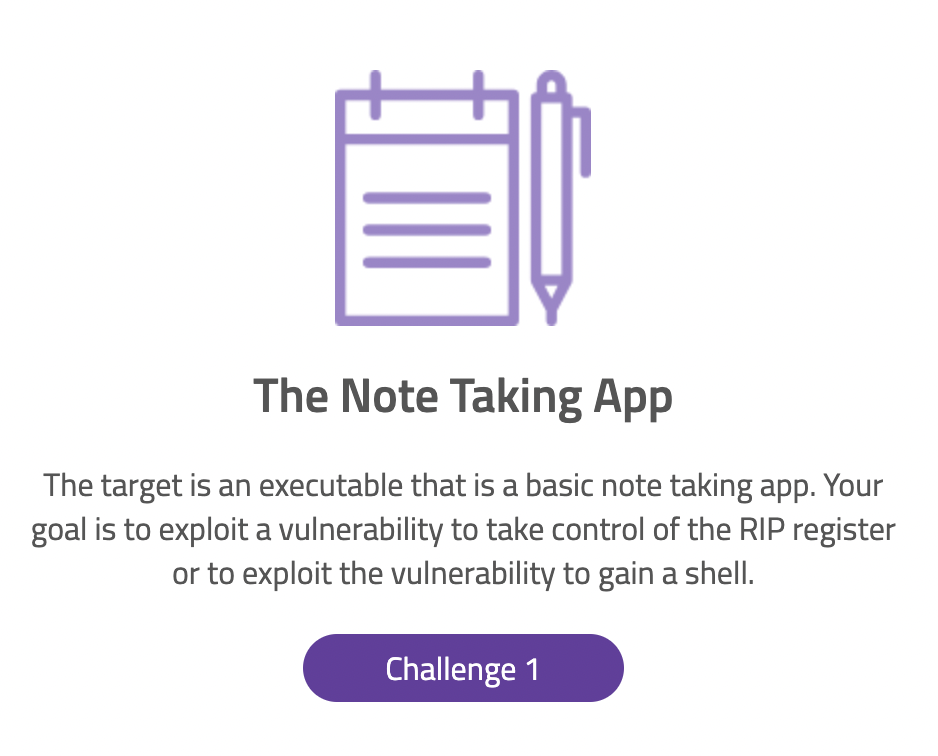 The Note Taking App
The target is an executable that is a basic note taking app. Your
goal is to exploit a vulnerability to take control of the RIP register
or to exploit the vulnerability to gain a shell.
Challenge 1